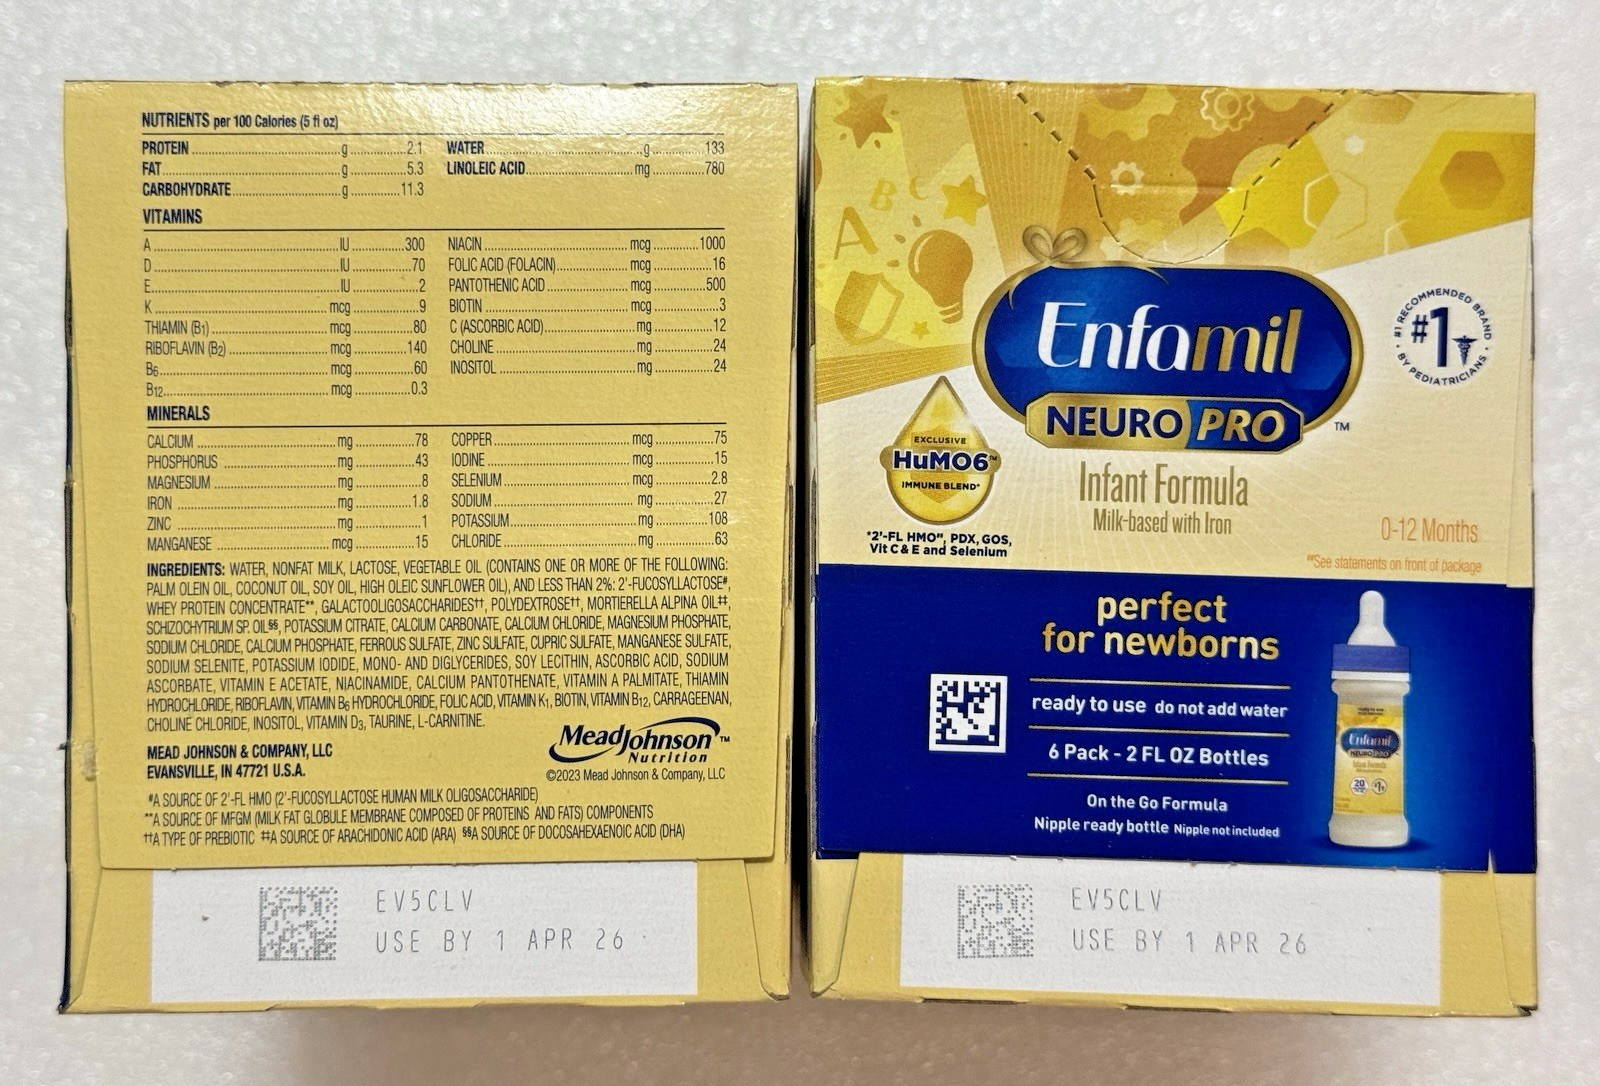 NUTRIENTS per 100 Calories (5 fl oz)
PROTEIN g 2.1 WATER g 133
FAT g 5.3 LINOLEIC ACID mg 780
CARBOHYDRATE g 11.3
VITAMINS
A IU 300 NIACIN mcg 1000
D IU 70 FOLIC ACID (FOLACIN) mcg 16
E IU 2 PANTOTHENIC ACID mcg 500
K mcg 9 BIOTIN mcg 3
THIAMIN (B1) mcg 80 C (ASCORBIC ACID) mg 12
RIBOFLAVIN (B2) mcg 140 CHOLINE mg 24
B6 mcg 60 INOSITOL mg 24
B12 mcg 0.3
MINERALS
CALCIUM mg 78 COPPER mcg 75
PHOSPHORUS mg 43 IODINE mcg 15
MAGNESIUM mg 8 SELENIUM mcg 2.8
IRON mg 1.8 SODIUM mg 27
ZINC mg 1 POTASSIUM mg 108
MANGANESE mcg 15 CHLORIDE mg 63
INGREDIENTS: WATER, NONFAT MILK, LACTOSE, VEGETABLE OIL (CONTAINS ONE OR MORE OF THE FOLLOWING:
PALM OLEIN OIL, COCONUT OIL, SOY OIL, HIGH OLEIC SUNFLOWER OIL), AND LESS THAN 2%: 2'-FUCOSYLLACTOSE#,
WHEY PROTEIN CONCENTRATE**, GALACTOOLIGOSACCHARIDES††, POLYDEXTROSE††, MORTIERELLA ALPINA OIL‡‡,
SCHIZOCHYTRIUM SP. OIL§§, POTASSIUM CITRATE, CALCIUM CARBONATE, CALCIUM CHLORIDE, MAGNESIUM PHOSPHATE,
SODIUM CHLORIDE, CALCIUM PHOSPHATE, FERROUS SULFATE, ZINC SULFATE, CUPRIC SULFATE, MANGANESE SULFATE,
SODIUM SELENITE, POTASSIUM IODIDE, MONO- AND DIGLYCERIDES, SOY LECITHIN, ASCORBIC ACID, SODIUM
ASCORBATE, VITAMIN E ACETATE, NIACINAMIDE, CALCIUM PANTOTHENATE, VITAMIN A PALMITATE, THIAMIN
HYDROCHLORIDE, RIBOFLAVIN, VITAMIN B6 HYDROCHLORIDE, FOLIC ACID, VITAMIN K1, BIOTIN, VITAMIN B12, CARRAGEENAN,
CHOLINE CHLORIDE, INOSITOL, VITAMIN D3, TAURINE, L-CARNITINE.
MEAD JOHNSON & COMPANY, LLC
EVANSVILLE, IN 47721 U.S.A.
MeadJohnson™
Nutrition
©2023 Mead Johnson & Company, LLC
#A SOURCE OF 2'-FL HMO (2'-FUCOSYLLACTOSE HUMAN MILK OLIGOSACCHARIDE)
**A SOURCE OF MFGM (MILK FAT GLOBULE MEMBRANE COMPOSED OF PROTEINS AND FATS) COMPONENTS
††A TYPE OF PREBIOTIC ‡‡A SOURCE OF ARACHIDONIC ACID (ARA) §§A SOURCE OF DOCOSAHEXAENOIC ACID (DHA)
EV5CLV
USE BY 1 APR 26
A B C
Enfamil
NEURO PRO™
#1 RECOMMENDED BRAND
#1
BY PEDIATRICIANS
EXCLUSIVE
HuMO6™
IMMUNE BLEND*
*2'-FL HMO##, PDX, GOS,
Vit C & E and Selenium
Infant Formula
Milk-based with Iron
0-12 Months
##See statements on front of package
perfect
for newborns
ready to use do not add water
6 Pack - 2 FL OZ Bottles
On the Go Formula
Nipple ready bottle Nipple not included
ready to use
Enfamil
NEUROPRO
Infant Formula
20
#1
EV5CLV
USE BY 1 APR 26